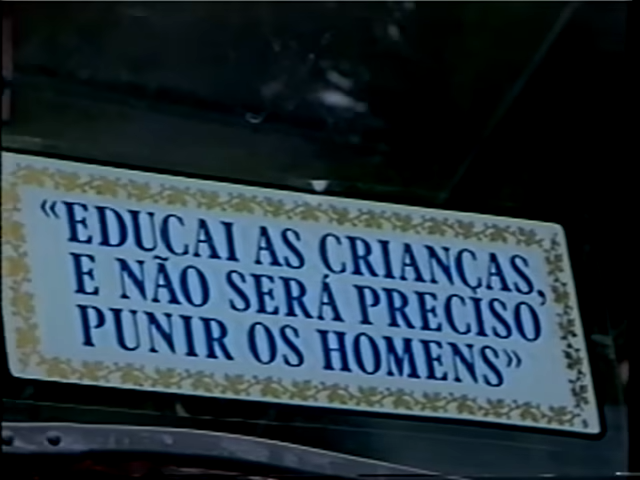 «EDUCAI AS CRIANÇAS,
E NÃO SERÁ PRECISO
PUNIR OS HOMENS»